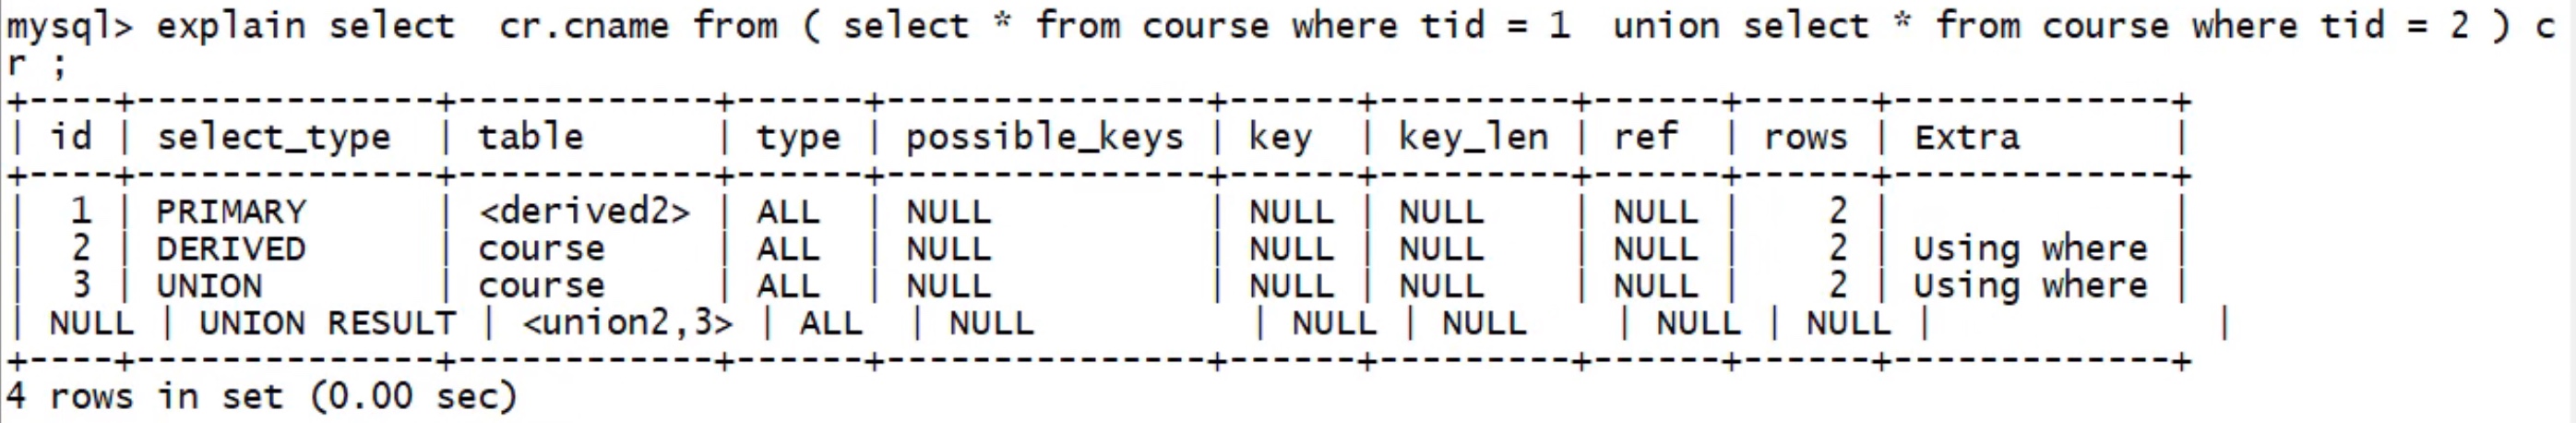 mysql> explain select  cr.cname from ( select * from course where tid = 1  union select * from course where tid = 2 ) c
r ;
+----+--------------+------------+------+---------------+------+---------+------+------+-------------+
| id | select_type  | table      | type | possible_keys | key  | key_len | ref  | rows | Extra       |
+----+--------------+------------+------+---------------+------+---------+------+------+-------------+
|  1 | PRIMARY      | <derived2> | ALL  | NULL          | NULL | NULL    | NULL |    2 |             |
|  2 | DERIVED      | course     | ALL  | NULL          | NULL | NULL    | NULL |    2 | Using where |
|  3 | UNION        | course     | ALL  | NULL          | NULL | NULL    | NULL |    2 | Using where |
| NULL | UNION RESULT | <union2,3> | ALL  | NULL          | NULL | NULL    | NULL | NULL |             |
+----+--------------+------------+------+---------------+------+---------+------+------+-------------+
4 rows in set (0.00 sec)